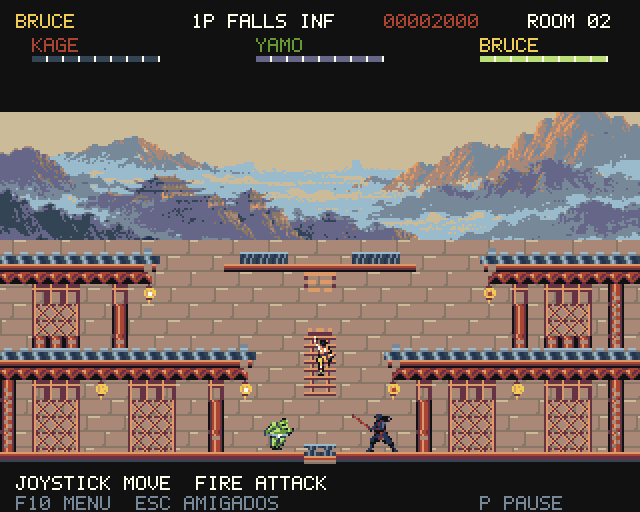 BRUCE 1P FALLS INF 00002000 ROOM 02
KAGE YAMO BRUCE
JOYSTICK MOVE FIRE ATTACK
F10 MENU ESC AMIGADOS P PAUSE